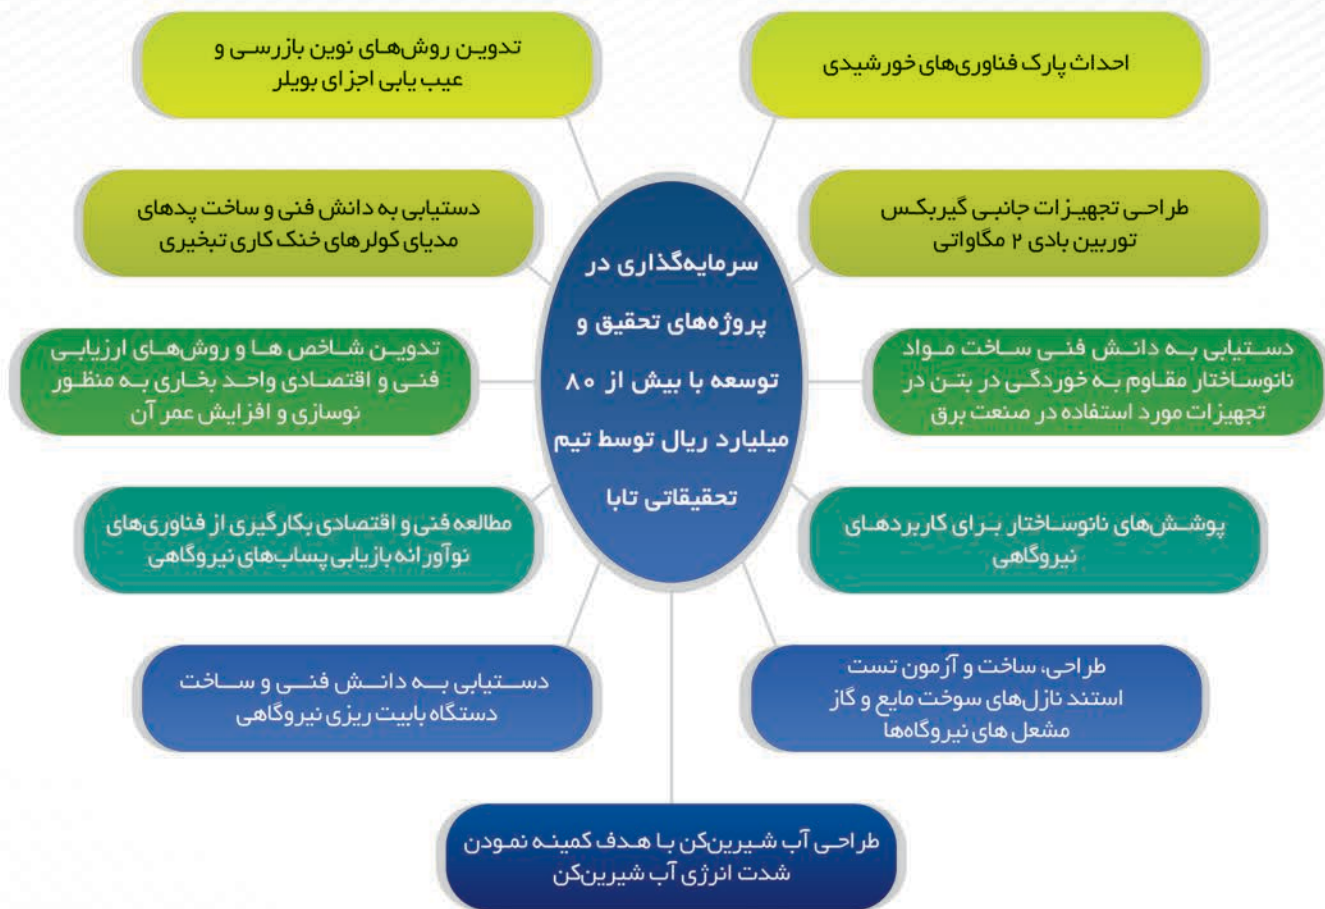 سرمایه‌گذاری در
پروژه‌های تحقیق و
توسعه با بیش از ۸۰
میلیارد ریال توسط تیم
تحقیقاتی تابا
احداث پارک فناوری‌های خورشیدی
طراحی تجهیزات جانبی گیربکس
توربین بادی ۲ مگاواتی
دستیابی به دانش فنی ساخت مواد
نانوساختار مقاوم به خوردگی در بتن در
تجهیزات مورد استفاده در صنعت برق
پوشش‌های نانوساختار برای کاربردهای
نیروگاهی
طراحی، ساخت و آزمون تست
استند نازل‌های سوخت مایع و گاز
مشعل های نیروگاه‌ها
طراحی آب شیرین‌کن با هدف کمینه نمودن
شدت انرژی آب شیرین‌کن
تدوین روش‌های نوین بازرسی و
عیب یابی اجزای بویلر
دستیابی به دانش فنی و ساخت پدهای
مدیای کولرهای خنک کاری تبخیری
تدوین شاخص ها و روش‌های ارزیابی
فنی و اقتصادی واحد بخاری به منظور
نوسازی و افزایش عمر آن
مطالعه فنی و اقتصادی بکارگیری از فناوری‌های
نوآورانه بازیابی پساب‌های نیروگاهی
دستیابی به دانش فنی و ساخت
دستگاه بابیت ریزی نیروگاهی